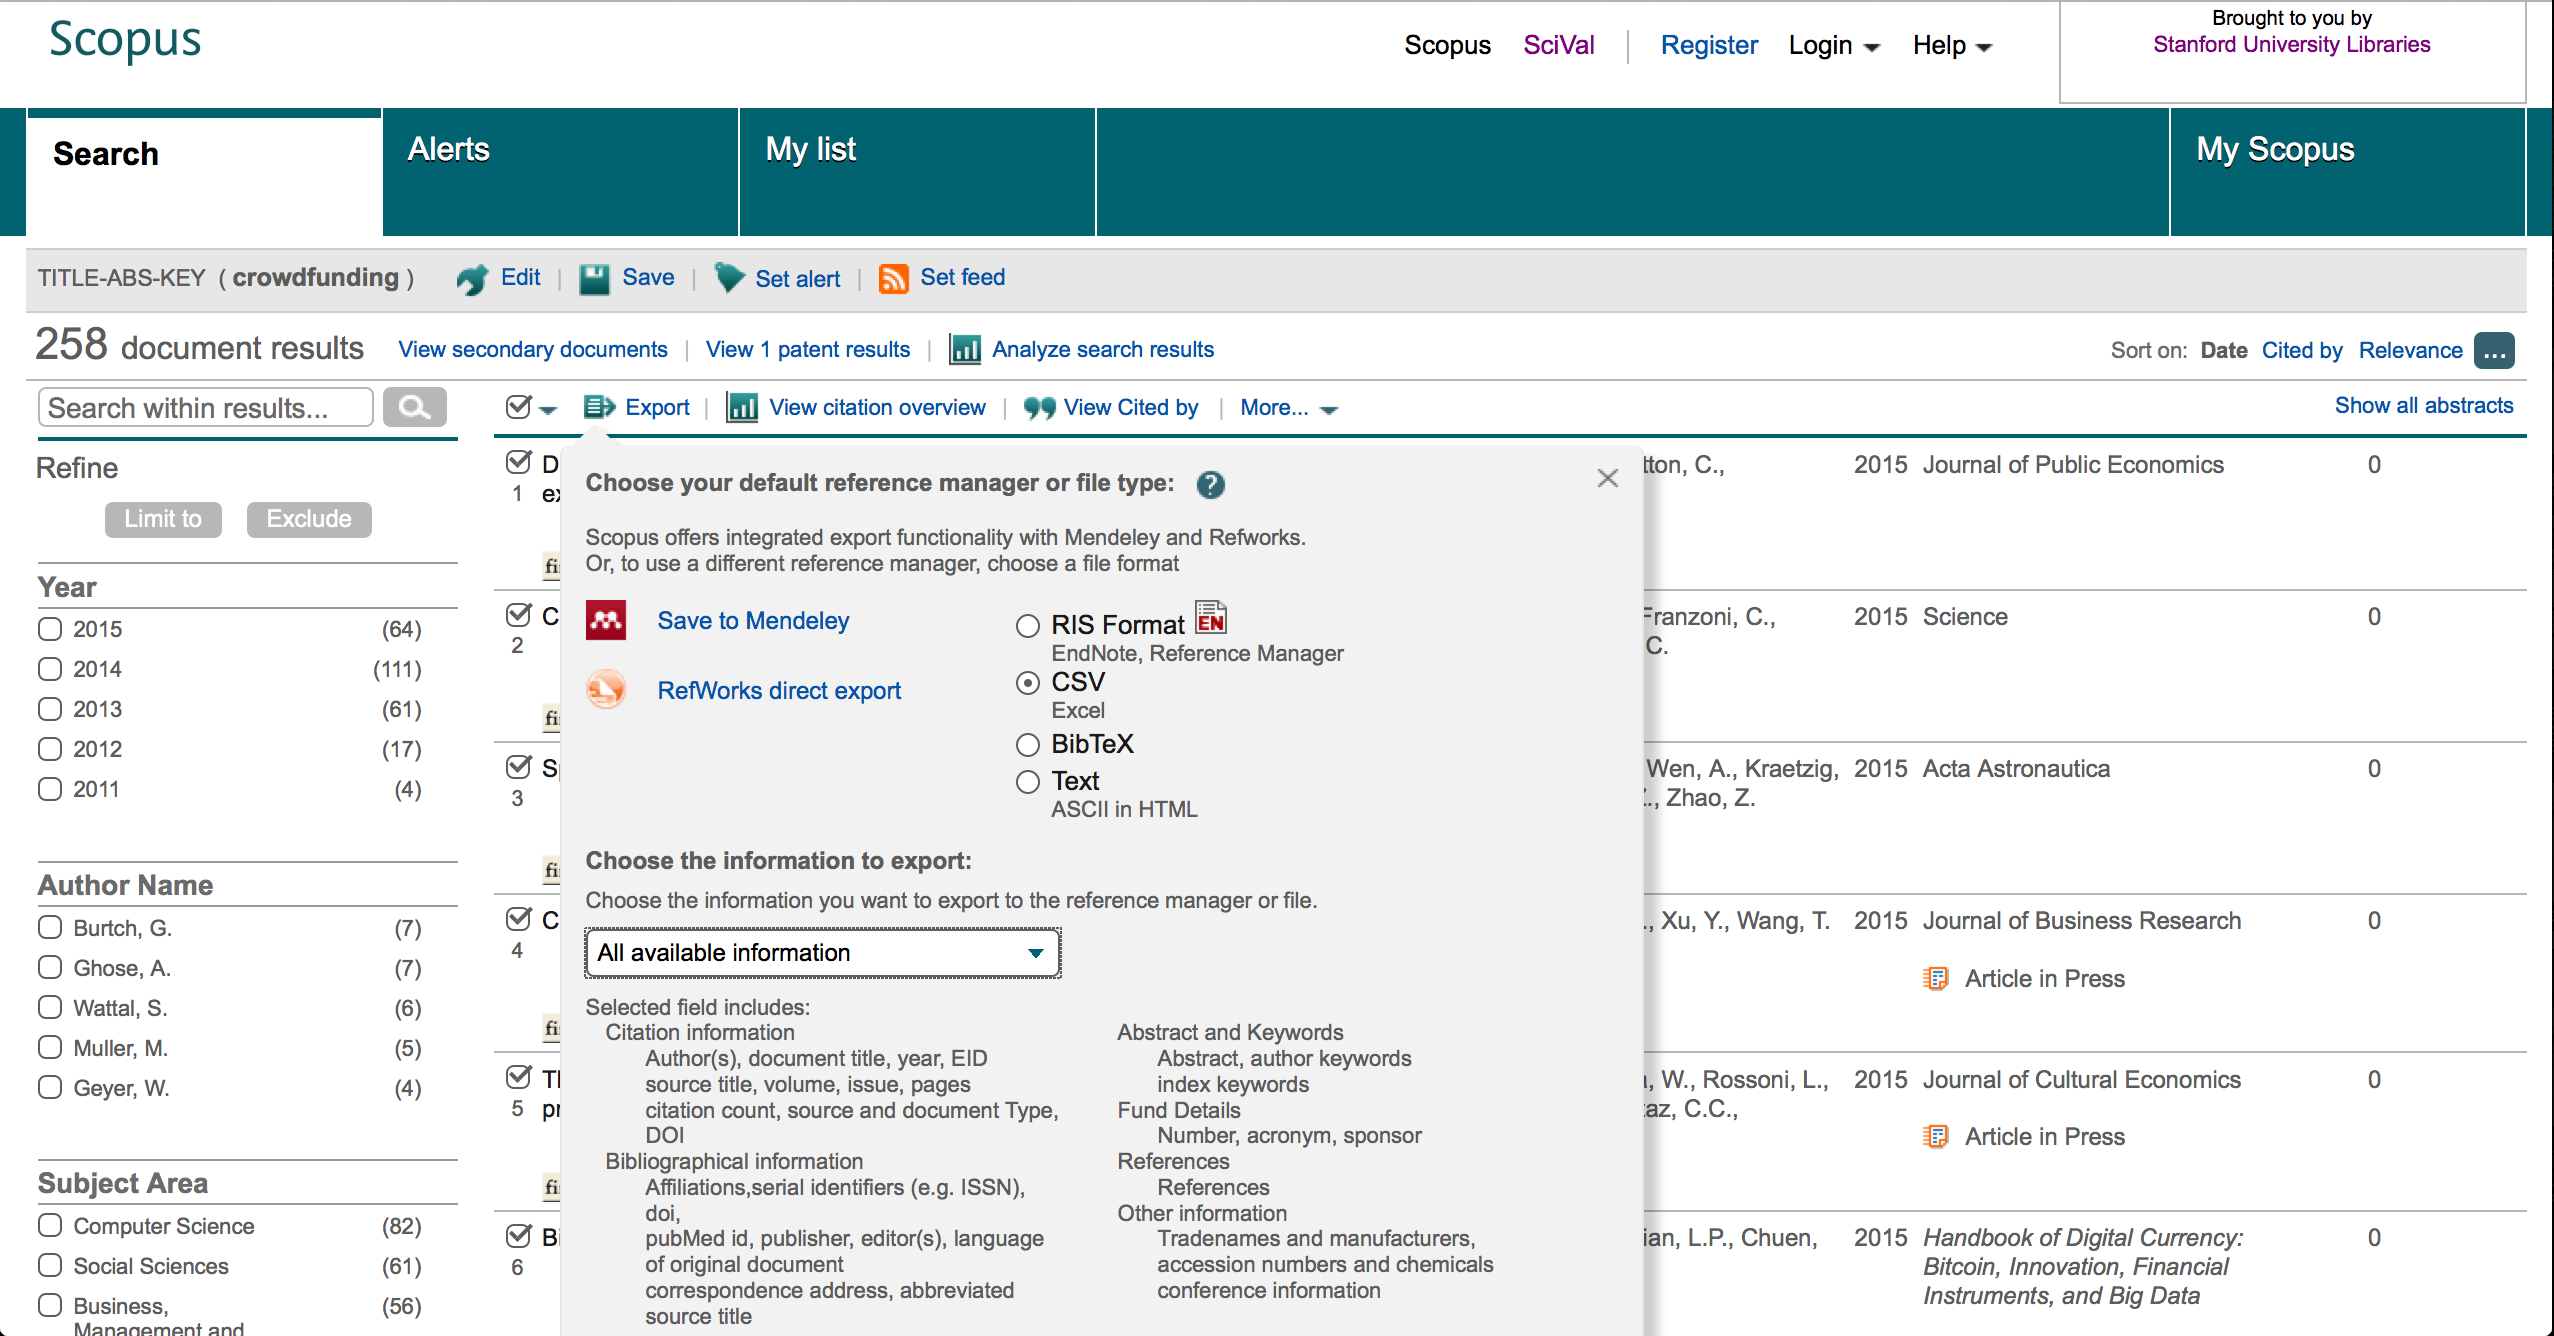 Scopus
Scopus SciVal | Register Login Help
Brought to you by
Stanford University Libraries
Search
Alerts
My list
My Scopus
TITLE-ABS-KEY ( crowdfunding ) Edit | Save | Set alert | Set feed
258 document results View secondary documents | View 1 patent results | Analyze search results
Sort on: Date Cited by Relevance ...
Search within results...
Export | View citation overview | View Cited by | More...
Show all abstracts
Refine
Limit to Exclude
Year
2015 (64)
2014 (111)
2013 (61)
2012 (17)
2011 (4)
Author Name
Burtch, G. (7)
Ghose, A. (7)
Wattal, S. (6)
Muller, M. (5)
Geyer, W. (4)
Subject Area
Computer Science (82)
Social Sciences (61)
Business, (56)
Management and
1
2
3
4
5
6
Choose your default reference manager or file type: ?
Scopus offers integrated export functionality with Mendeley and Refworks.
Or, to use a different reference manager, choose a file format
Save to Mendeley
RefWorks direct export
RIS Format EN
EndNote, Reference Manager
CSV
Excel
BibTeX
Text
ASCII in HTML
Choose the information to export:
Choose the information you want to export to the reference manager or file.
All available information
Selected field includes:
Citation information
Author(s), document title, year, EID
source title, volume, issue, pages
citation count, source and document Type,
DOI
Bibliographical information
Affiliations,serial identifiers (e.g. ISSN),
doi,
pubMed id, publisher, editor(s), language
of original document
correspondence address, abbreviated
source title
Abstract and Keywords
Abstract, author keywords
index keywords
Fund Details
Number, acronym, sponsor
References
References
Other information
Tradenames and manufacturers,
accession numbers and chemicals
conference information
C., 2015 Journal of Public Economics 0
Franzoni, C., 2015 Science 0
C.
Wen, A., Kraetzig, 2015 Acta Astronautica 0
Zhao, Z.
Xu, Y., Wang, T. 2015 Journal of Business Research 0
Article in Press
W., Rossoni, L., 2015 Journal of Cultural Economics 0
C.C.,
Article in Press
L.P., Chuen, 2015 Handbook of Digital Currency: 0
Bitcoin, Innovation, Financial
Instruments, and Big Data